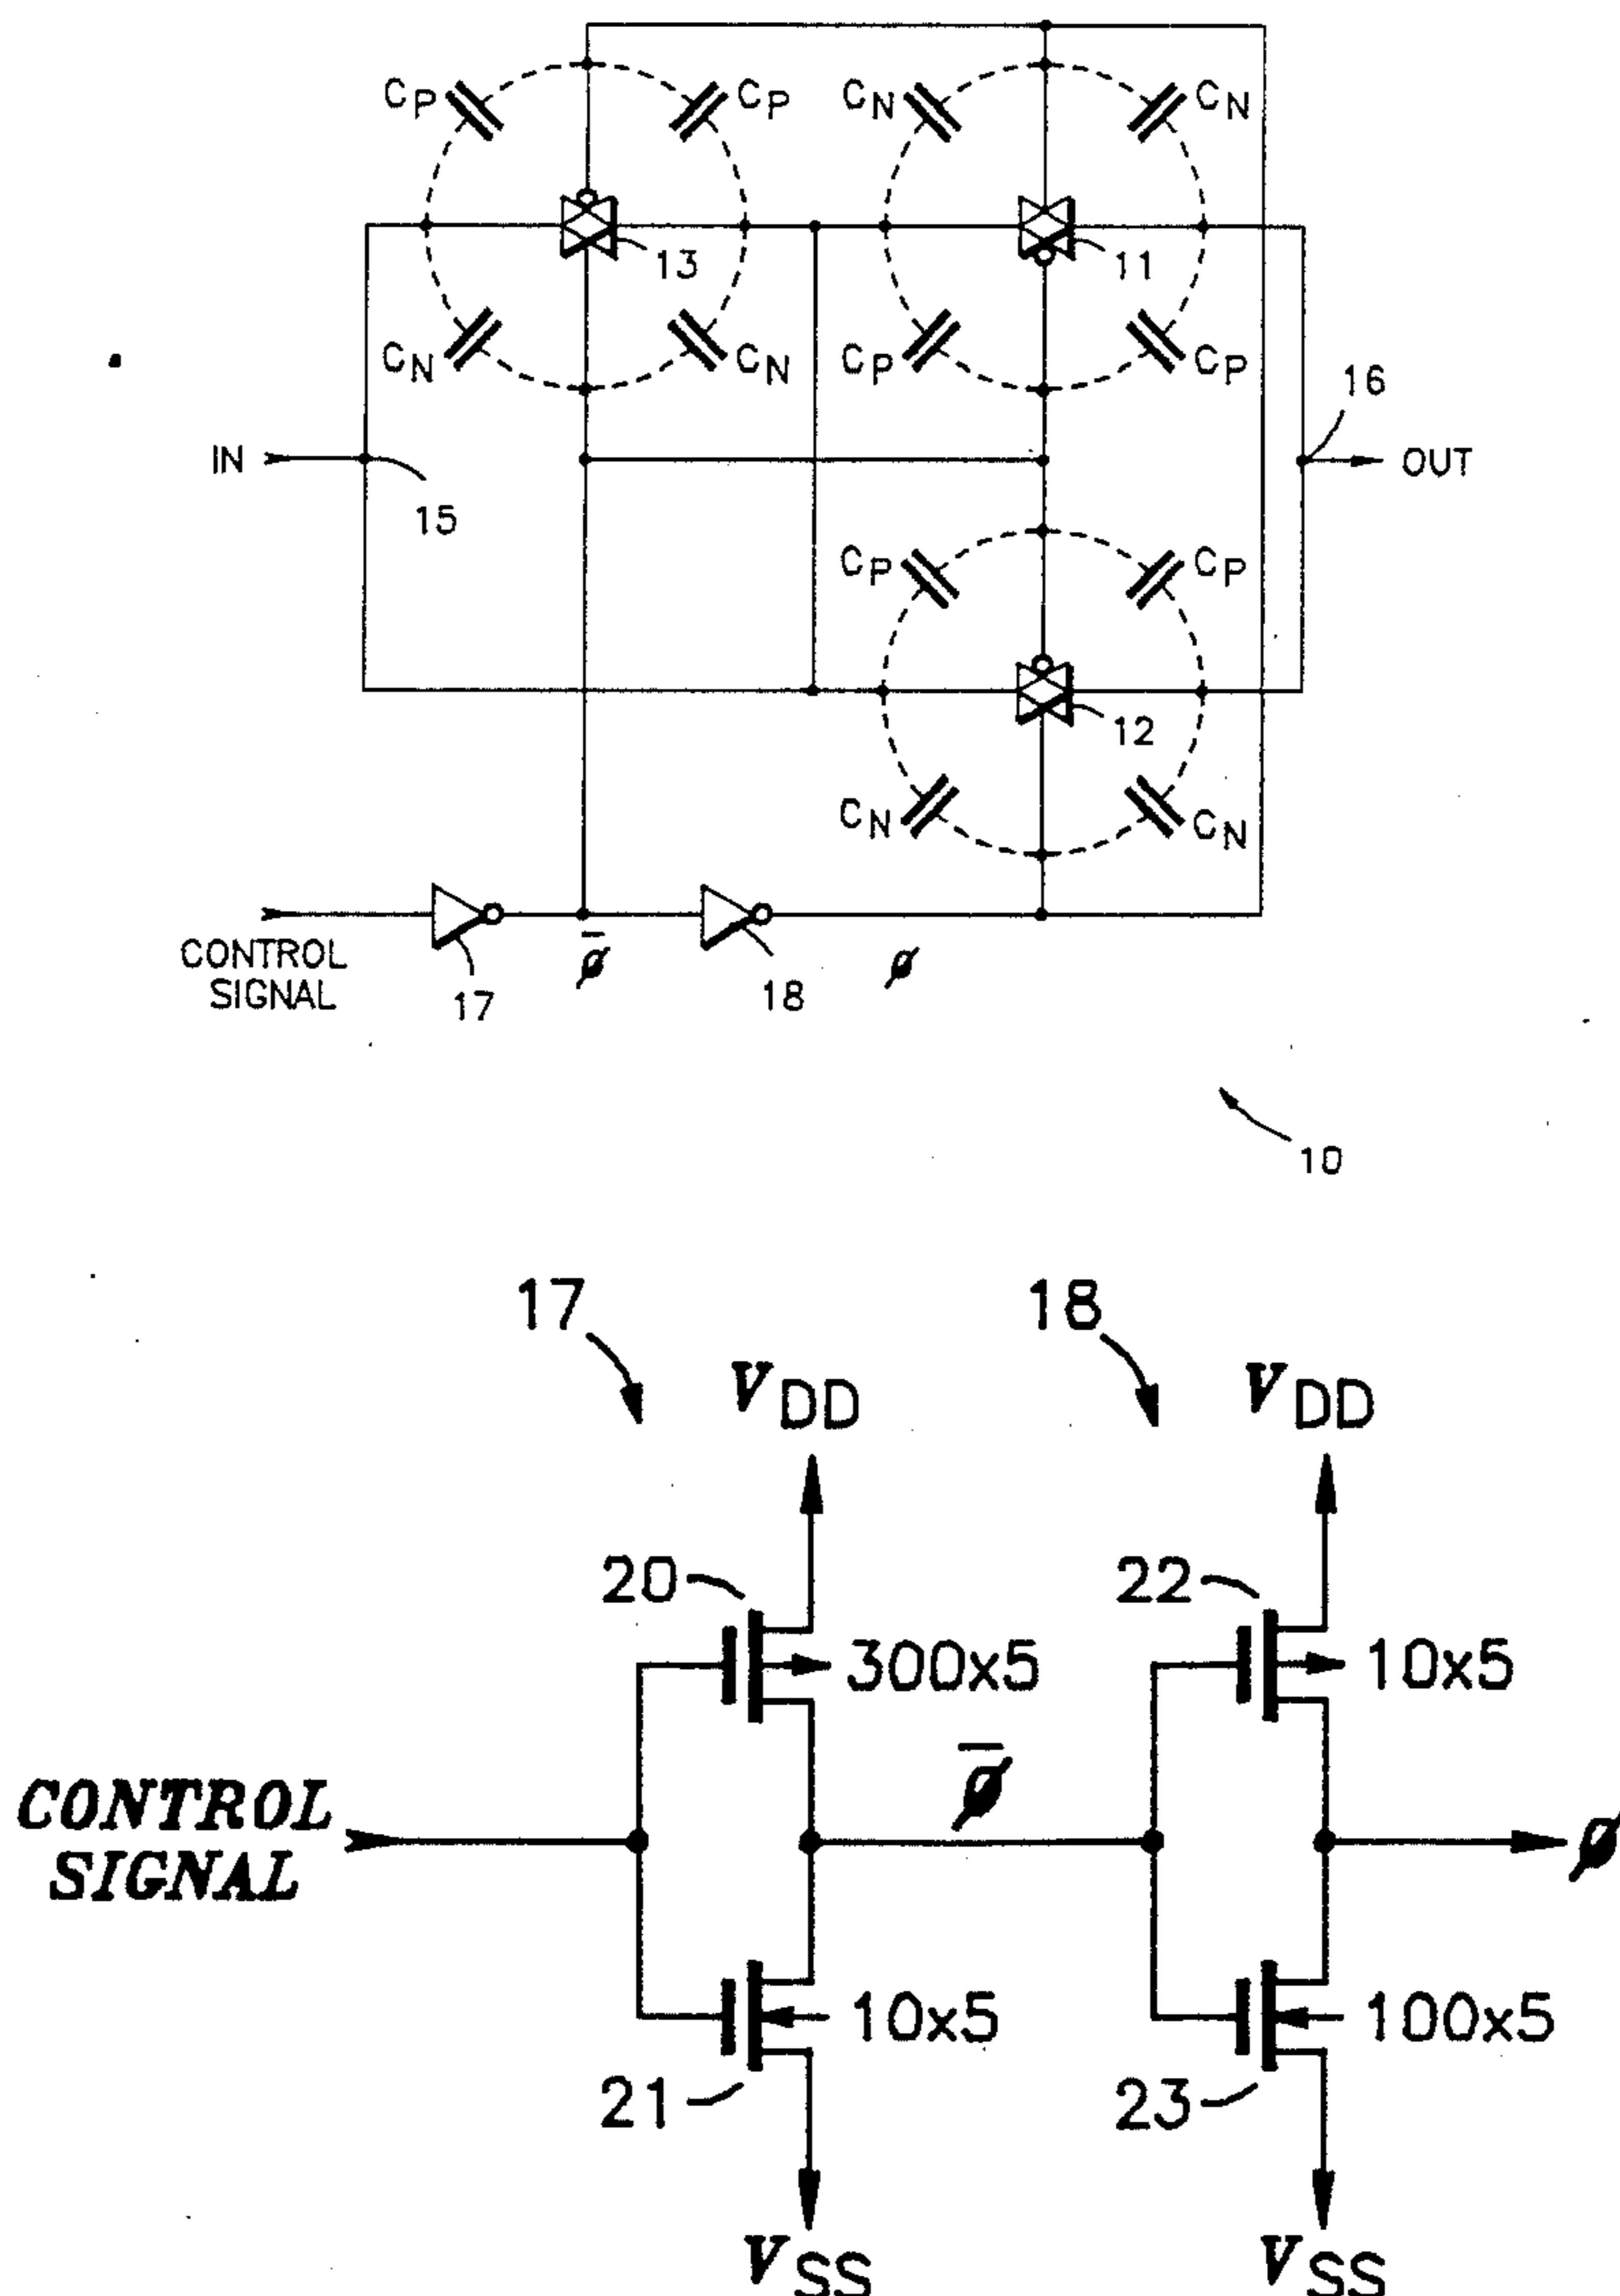 CP CP CN CN
13 11
CN CN CP CP
16
IN OUT
15
CP CP
12
CN CN
CONTROL
SIGNAL
17 ø̅ 18 ø
10
17 18
VDD VDD
20 22
300x5 10x5
ø̅
CONTROL
SIGNAL
ø
10x5 100x5
21 23
VSS VSS